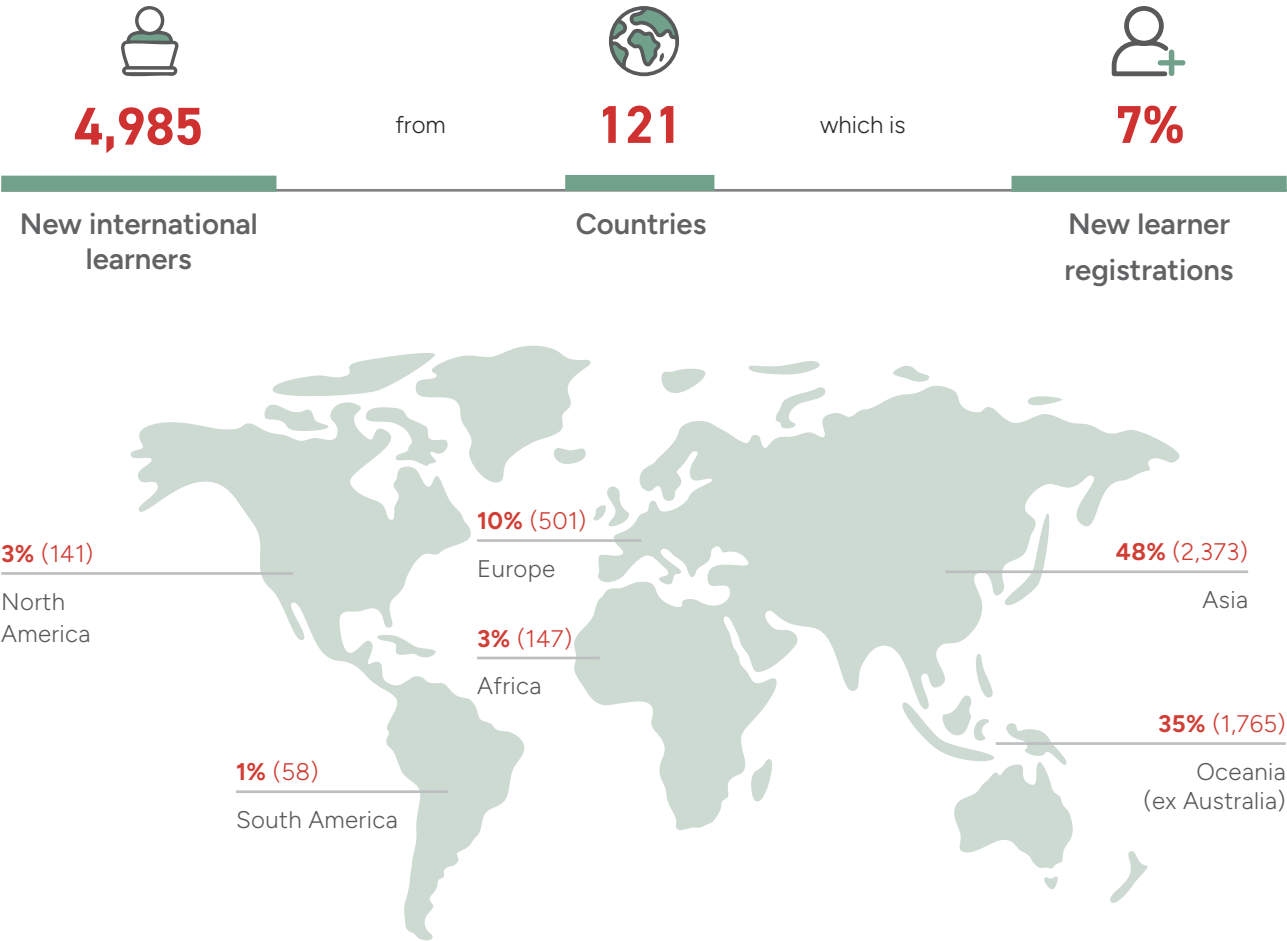 4,985 from 121 which is 7%
New international
learners
Countries
New learner
registrations
10% (501)
Europe
3% (141)
North
America
48% (2,373)
Asia
3% (147)
Africa
35% (1,765)
Oceania
(ex Australia)
1% (58)
South America